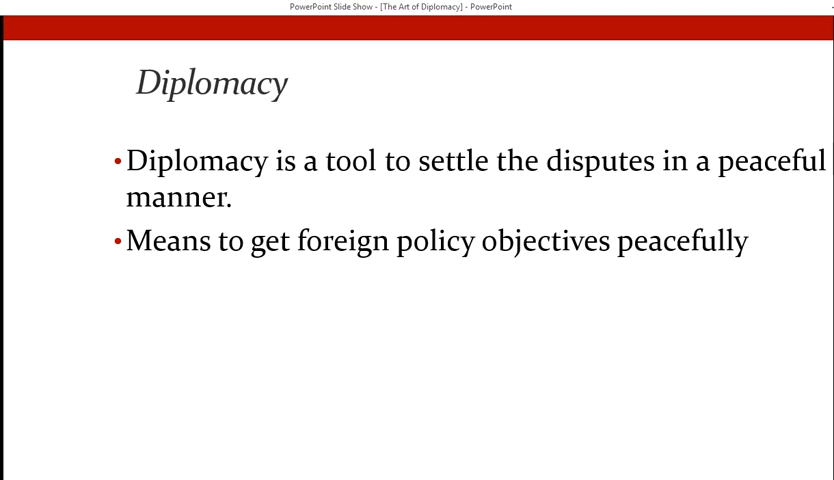 PowerPoint Slide Show - [The Art of Diplomacy] - PowerPoint
Diplomacy
•Diplomacy is a tool to settle the disputes in a peaceful
manner.
•Means to get foreign policy objectives peacefully